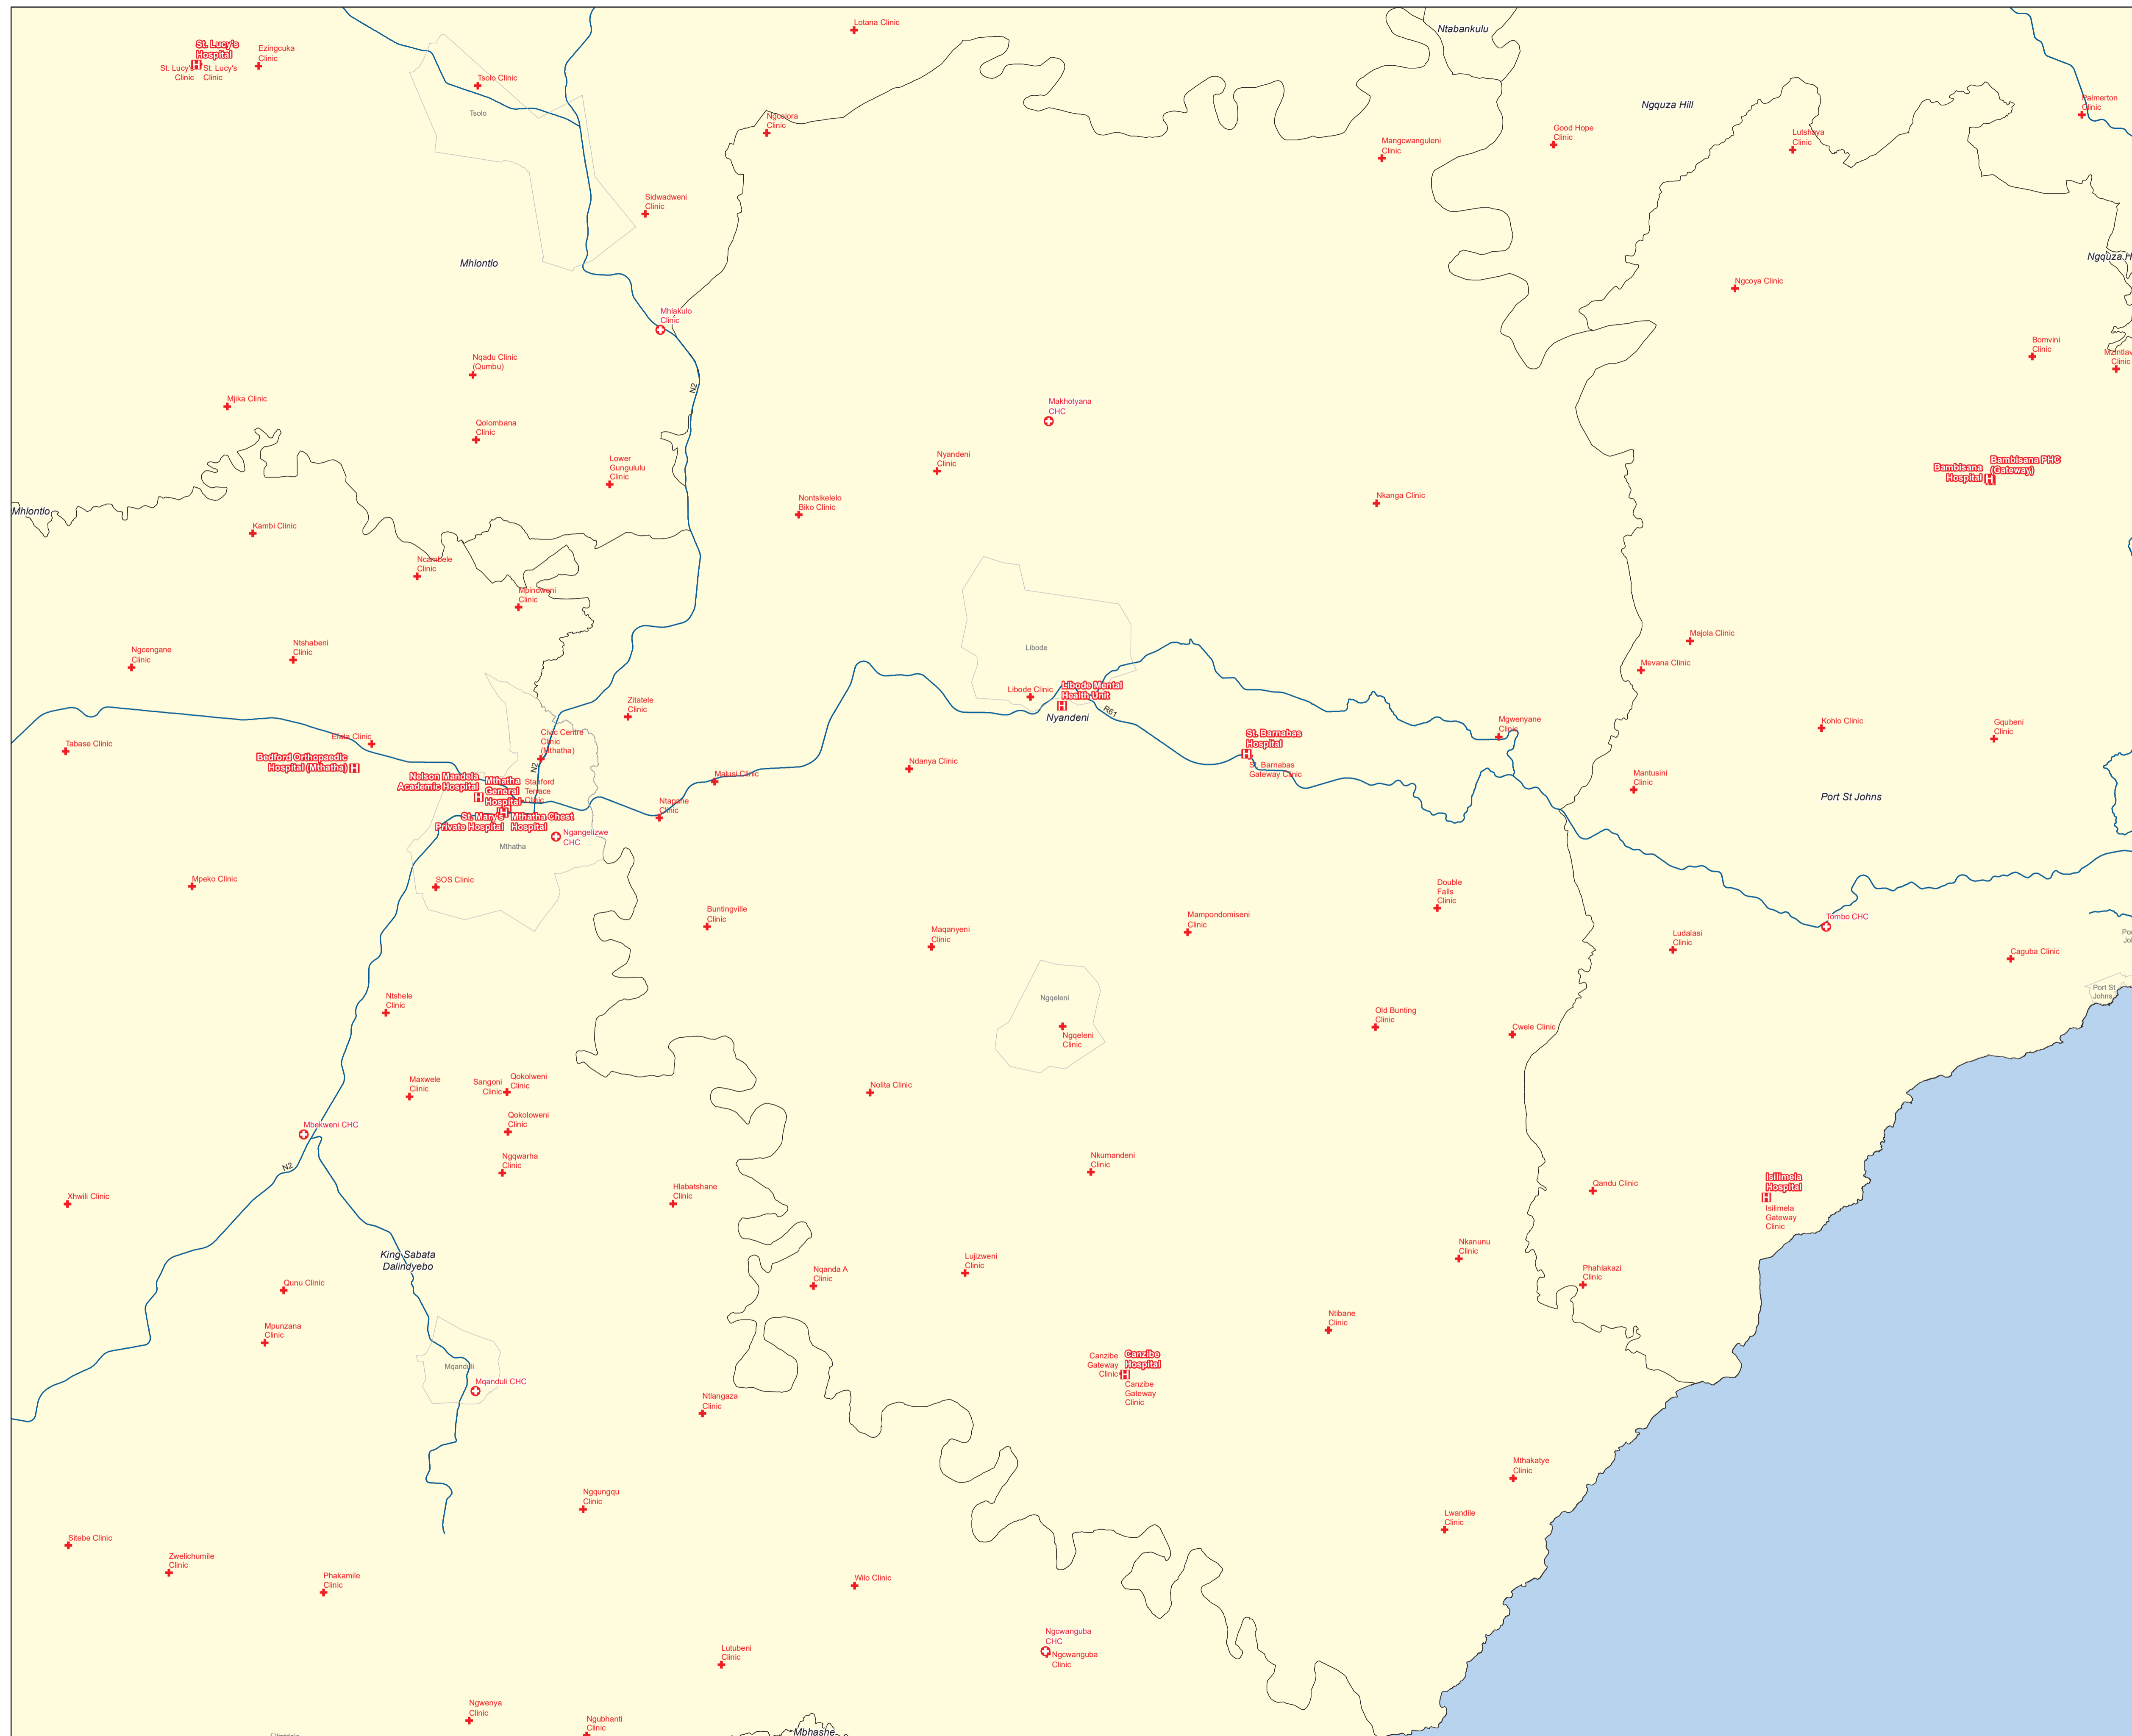 Lotana Clinic
Ntabankulu
St. Lucy's
Hospital
St. Lucy's
Clinic
St. Lucy's
Clinic
Ezingcuka
Clinic
Tsolo Clinic
Tsolo
Ngquza Hill
Palmerton
Clinic
Ngcolora
Clinic
Mangcwanguleni
Clinic
Good Hope
Clinic
Lutshaya
Clinic
Sidwadweni
Clinic
Mhlontlo
Ngquza H
Ngcoya Clinic
Mhlakulo
Clinic
Bomvini
Clinic
Mzintlav
Clinic
Nqadu Clinic
(Qumbu)
N2
Mjika Clinic
Makhotyana
CHC
Qolombana
Clinic
Lower
Gungululu
Clinic
Nyandeni
Clinic
Bambisana
Hospital
Bambisana PHC
(Gateway)
Nontsikelelo
Biko Clinic
Nkanga Clinic
Mhlontlo
Kambi Clinic
Ncambele
Clinic
Mpindweni
Clinic
Ngcengane
Clinic
Ntshabeni
Clinic
Libode
Majola Clinic
Mevana Clinic
Libode Clinic
Libode Mental
Health Unit
Nyandeni
R61
Zitatele
Clinic
Mgwenyane
Clinic
Kohlo Clinic
Gqubeni
Clinic
Tabase Clinic
Efata Clinic
Civic Centre
Clinic
(Mthatha)
St. Barnabas
Hospital
St. Barnabas
Gateway Clinic
Bedford Orthopaedic
Hospital (Mthatha)
N2
Ndanya Clinic
Malusi Clinic
Mantusini
Clinic
Nelson Mandela
Academic Hospital
Mthatha
General
Hospital
Stanford
Terrace
Clinic
Port St Johns
Ntapane
Clinic
St. Mary's
Private Hospital
Mthatha Chest
Hospital
Ngangelizwe
CHC
Mthatha
Mpeko Clinic
SOS Clinic
Double
Falls
Clinic
Buntingville
Clinic
Mampondomiseni
Clinic
Tombo CHC
Maqanyeni
Clinic
Ludalasi
Clinic
Caguba Clinic
Ngqeleni
Port St
Johns
Ntshele
Clinic
Old Bunting
Clinic
Cwele Clinic
Ngqeleni
Clinic
Maxwele
Clinic
Sangoni
Clinic
Qokolweni
Clinic
Nolita Clinic
Qokoloweni
Clinic
Mbekweni CHC
N2
Ngqwarha
Clinic
Nkumandeni
Clinic
Xhwili Clinic
Hlabatshane
Clinic
Qandu Clinic
Isilimela
Hospital
Isilimela
Gateway
Clinic
King Sabata
Dalindyebo
Nkanunu
Clinic
Lujizweni
Clinic
Nqanda A
Clinic
Phahlakazi
Clinic
Qunu Clinic
Mpunzana
Clinic
Ntibane
Clinic
Mqanduli
Mqanduli CHC
Canzibe
Gateway
Clinic
Canzibe
Hospital
Canzibe
Gateway
Clinic
Ntlangaza
Clinic
Mthakatye
Clinic
Ngqungqu
Clinic
Lwandile
Clinic
Sitebe Clinic
Zwelichumile
Clinic
Phakamile
Clinic
Wilo Clinic
Ngcwanguba
CHC
Ngcwanguba
Clinic
Lutubeni
Clinic
Ngwenya
Clinic
Ngubhanti
Clinic
Mbhashe